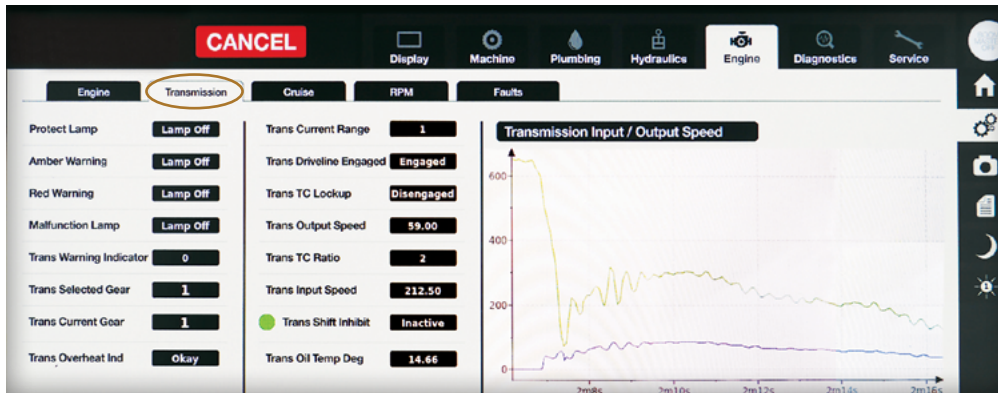 CANCEL
Display Machine Plumbing Hydraulics Engine Diagnostics Service
Engine Transmission Cruise RPM Faults
Protect Lamp Lamp Off
Amber Warning Lamp Off
Red Warning Lamp Off
Malfunction Lamp Lamp Off
Trans Warning Indicator 0
Trans Selected Gear 1
Trans Current Gear 1
Trans Overheat Ind Okay
Trans Current Range 1
Trans Driveline Engaged Engaged
Trans TC Lockup Disengaged
Trans Output Speed 59.00
Trans TC Ratio 2
Trans Input Speed 212.50
Trans Shift Inhibit Inactive
Trans Oil Temp Deg 14.66
Transmission Input / Output Speed
600
400
200
0
2m8s 2m10s 2m12s 2m14s 2m16s
1